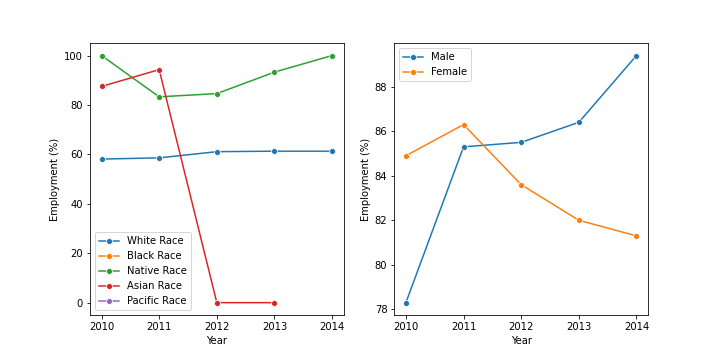 100
80
60
40
20
0
Employment (%)
White Race
Black Race
Native Race
Asian Race
Pacific Race
2010 2011 2012 2013 2014
Year
88
86
84
82
80
78
Employment (%)
Male
Female
2010 2011 2012 2013 2014
Year